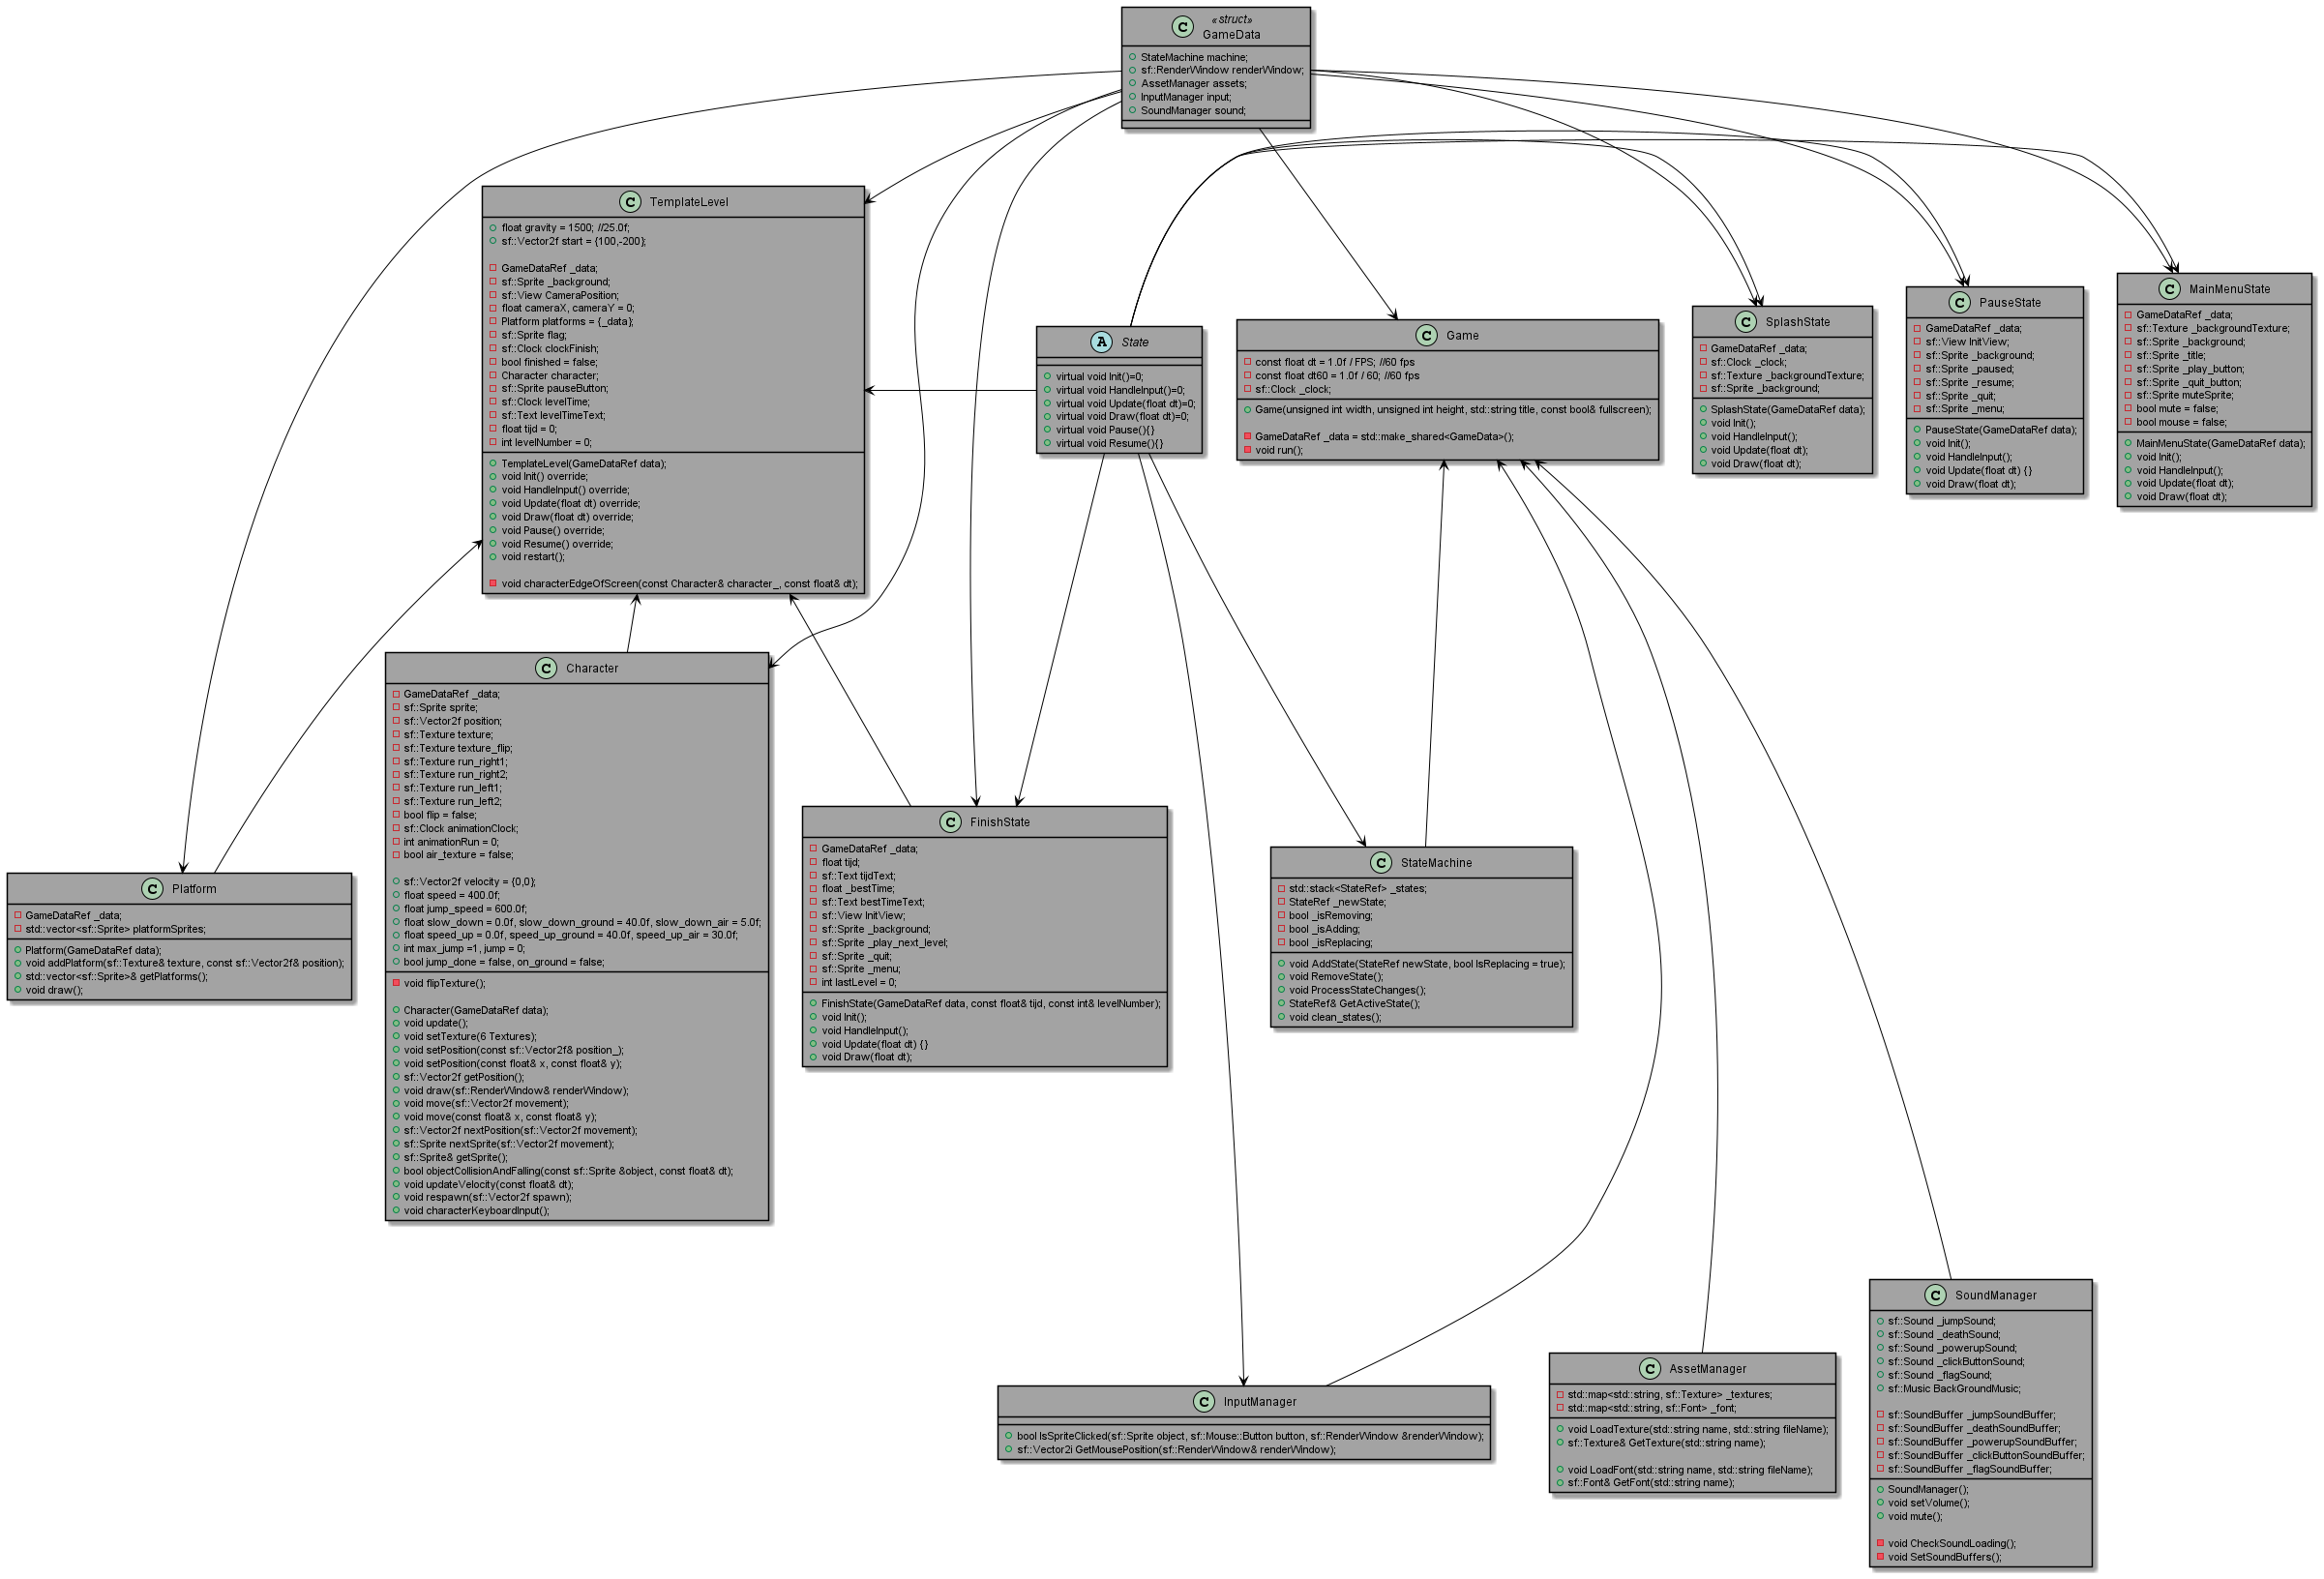 «struct»
GameData
StateMachine machine;
sf::RenderWindow renderWindow;
AssetManager assets;
InputManager input;
SoundManager sound;
C TemplateLevel
float gravity = 1500; //25.0f;
sf::Vector2f start = {100,-200};
GameDataRef _data;
sf::Sprite _background;
sf::View CameraPosition;
float cameraX, cameraY = 0;
Platform platforms = {_data};
sf::Sprite flag;
sf::Clock clockFinish;
bool finished = false;
Character character;
sf::Sprite pauseButton;
sf::Clock levelTime;
sf::Text levelTimeText;
float tijd = 0;
int levelNumber = 0;
TemplateLevel(GameDataRef data);
void Init() override;
void HandleInput() override;
void Update(float dt) override;
void Draw(float dt) override;
void Pause() override;
void Resume() override;
void restart();
void characterEdgeOfScreen(const Character& character_, const float& dt);
A State
virtual void Init()=0;
virtual void HandleInput()=0;
virtual void Update(float dt)=0;
virtual void Draw(float dt)=0;
virtual void Pause(){}
virtual void Resume(){}
C Game
const float dt = 1.0f / FPS; //60 fps
const float dt60 = 1.0f / 60; //60 fps
sf::Clock _clock;
Game(unsigned int width, unsigned int height, std::string title, const bool& fullscreen);
GameDataRef _data = std::make_shared<GameData>();
void run();
C SplashState
GameDataRef _data;
sf::Clock _clock;
sf::Texture _backgroundTexture;
sf::Sprite _background;
SplashState(GameDataRef data);
void Init();
void HandleInput();
void Update(float dt);
void Draw(float dt);
C PauseState
GameDataRef _data;
sf::View InitView;
sf::Sprite _background;
sf::Sprite _paused;
sf::Sprite _resume;
sf::Sprite _quit;
sf::Sprite _menu;
PauseState(GameDataRef data);
void Init();
void HandleInput();
void Update(float dt) {}
void Draw(float dt);
C MainMenuState
GameDataRef _data;
sf::Texture _backgroundTexture;
sf::Sprite _background;
sf::Sprite _title;
sf::Sprite _play_button;
sf::Sprite _quit_button;
sf::Sprite muteSprite;
bool mute = false;
bool mouse = false;
MainMenuState(GameDataRef data);
void Init();
void HandleInput();
void Update(float dt);
void Draw(float dt);
C Platform
GameDataRef _data;
std::vector<sf::Sprite> platformSprites;
Platform(GameDataRef data);
void addPlatform(sf::Texture& texture, const sf::Vector2f& position);
std::vector<sf::Sprite>& getPlatforms();
void draw();
C Character
GameDataRef _data;
sf::Sprite sprite;
sf::Vector2f position;
sf::Texture texture;
sf::Texture texture_flip;
sf::Texture run_right1;
sf::Texture run_right2;
sf::Texture run_left1;
sf::Texture run_left2;
bool flip = false;
sf::Clock animationClock;
int animationRun = 0;
bool air_texture = false;
sf::Vector2f velocity = {0,0};
float speed = 400.0f;
float jump_speed = 600.0f;
float slow_down = 0.0f, slow_down_ground = 40.0f, slow_down_air = 5.0f;
float speed_up = 0.0f, speed_up_ground = 40.0f, speed_up_air = 30.0f;
int max_jump =1, jump = 0;
bool jump_done = false, on_ground = false;
void flipTexture();
Character(GameDataRef data);
void update();
void setTexture(6 Textures);
void setPosition(const sf::Vector2f& position_);
void setPosition(const float& x, const float& y);
sf::Vector2f getPosition();
void draw(sf::RenderWindow& renderWindow);
void move(sf::Vector2f movement);
void move(const float& x, const float& y);
sf::Vector2f nextPosition(sf::Vector2f movement);
sf::Sprite nextSprite(sf::Vector2f movement);
sf::Sprite& getSprite();
bool objectCollisionAndFalling(const sf::Sprite &object, const float& dt);
void updateVelocity(const float& dt);
void respawn(sf::Vector2f spawn);
void characterKeyboardInput();
C FinishState
GameDataRef _data;
float tijd;
sf::Text tijdText;
float _bestTime;
sf::Text bestTimeText;
sf::View InitView;
sf::Sprite _background;
sf::Sprite _play_next_level;
sf::Sprite _quit;
sf::Sprite _menu;
int lastLevel = 0;
FinishState(GameDataRef data, const float& tijd, const int& levelNumber);
void Init();
void HandleInput();
void Update(float dt) {}
void Draw(float dt);
C StateMachine
std::stack<StateRef> _states;
StateRef _newState;
bool _isRemoving;
bool _isAdding;
bool _isReplacing;
void AddState(StateRef newState, bool IsReplacing = true);
void RemoveState();
void ProcessStateChanges();
StateRef& GetActiveState();
void clean_states();
C InputManager
bool IsSpriteClicked(sf::Sprite object, sf::Mouse::Button button, sf::RenderWindow &renderWindow);
sf::Vector2i GetMousePosition(sf::RenderWindow& renderWindow);
C AssetManager
std::map<std::string, sf::Texture> _textures;
std::map<std::string, sf::Font> _font;
void LoadTexture(std::string name, std::string fileName);
sf::Texture& GetTexture(std::string name);
void LoadFont(std::string name, std::string fileName);
sf::Font& GetFont(std::string name);
C SoundManager
sf::Sound _jumpSound;
sf::Sound _deathSound;
sf::Sound _powerupSound;
sf::Sound _clickButtonSound;
sf::Sound _flagSound;
sf::Music BackGroundMusic;
sf::SoundBuffer _jumpSoundBuffer;
sf::SoundBuffer _deathSoundBuffer;
sf::SoundBuffer _powerupSoundBuffer;
sf::SoundBuffer _clickButtonSoundBuffer;
sf::SoundBuffer _flagSoundBuffer;
SoundManager();
void setVolume();
void mute();
void CheckSoundLoading();
void SetSoundBuffers();